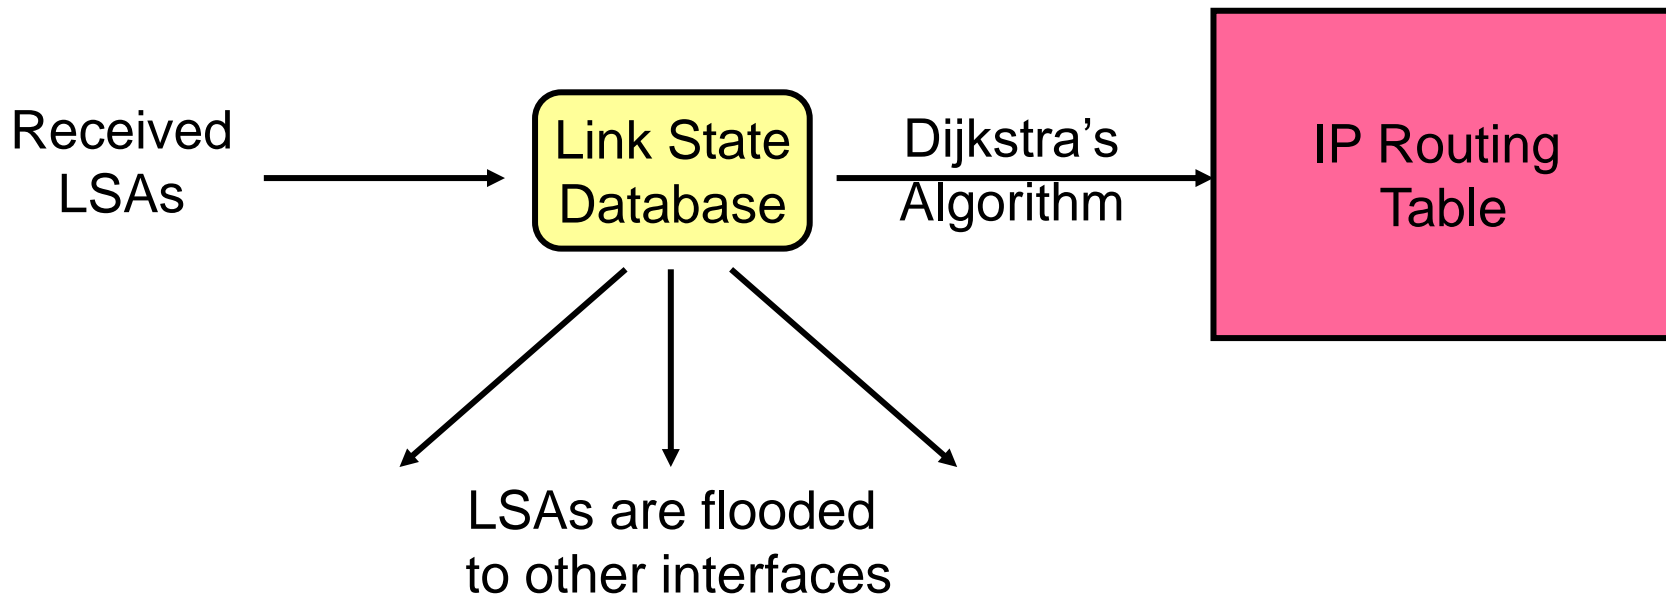 Received
LSAs
Link State
Database
Dijkstra’s
Algorithm
IP Routing
Table
LSAs are flooded
to other interfaces